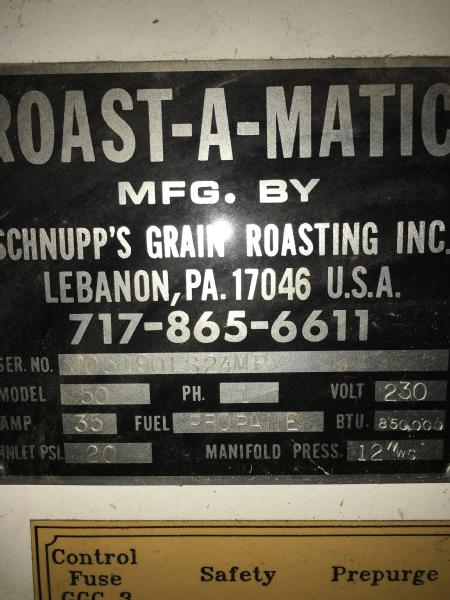 ROAST-A-MATIC
MFG. BY
SCHNUPP'S GRAIN ROASTING INC.
LEBANON, PA. 17046 U.S.A.
717-865-6611
SER. NO.
MODEL 50 PH. 1 VOLT 230
AMP. 35 FUEL PROPANE BTU. 850,000
INLET PSI. 20 MANIFOLD PRESS. 12"WC
Control Safety Prepurge
Fuse